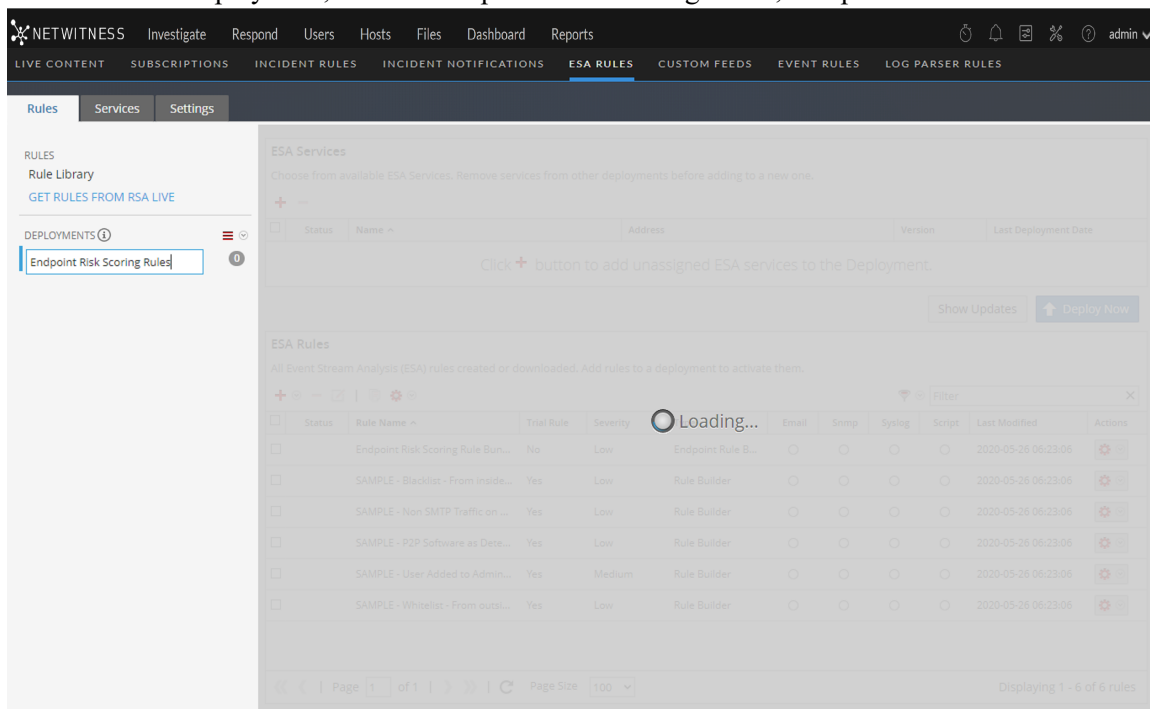 NETWITNESS Investigate Respond Users Hosts Files Dashboard Reports admin
LIVE CONTENT SUBSCRIPTIONS INCIDENT RULES INCIDENT NOTIFICATIONS ESA RULES CUSTOM FEEDS EVENT RULES LOG PARSER RULES
Rules Services Settings
RULES
Rule Library
GET RULES FROM RSA LIVE
DEPLOYMENTS
Endpoint Risk Scoring Rules 0
ESA Services
Choose from available ESA Services. Remove services from other deployments before adding to a new one.
Status Name Address Version Last Deployment Date
Click + button to add unassigned ESA services to the Deployment.
Show Updates Deploy Now
ESA Rules
All Event Stream Analysis (ESA) rules created or downloaded. Add rules to a deployment to activate them.
Filter
Loading...
Status Rule Name Trial Rule Severity Email Snmp Syslog Script Last Modified Actions
Endpoint Risk Scoring Rule Bun... No Low Endpoint Rule B... 2020-05-26 06:23:06
SAMPLE - Blacklist - From inside... Yes Low Rule Builder 2020-05-26 06:23:06
SAMPLE - Non SMTP Traffic on ... Yes Low Rule Builder 2020-05-26 06:23:06
SAMPLE - P2P Software as Dete... Yes Low Rule Builder 2020-05-26 06:23:06
SAMPLE - User Added to Admin... Yes Medium Rule Builder 2020-05-26 06:23:06
SAMPLE - Whitelist - From outsi... Yes Low Rule Builder 2020-05-26 06:23:06
Page 1 of 1 Page Size 100 Displaying 1 - 6 of 6 rules